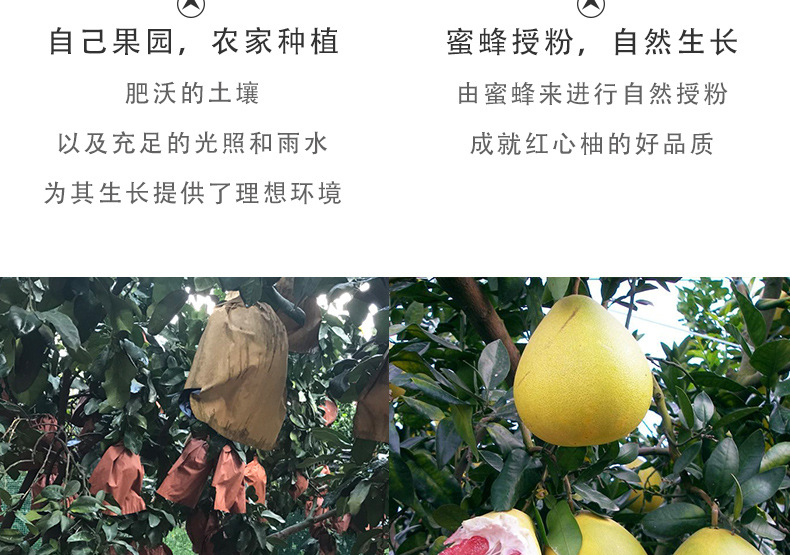 自己果园，农家种植
肥沃的土壤
以及充足的光照和雨水
为其生长提供了理想环境
蜜蜂授粉，自然生长
由蜜蜂来进行自然授粉
成就红心柚的好品质